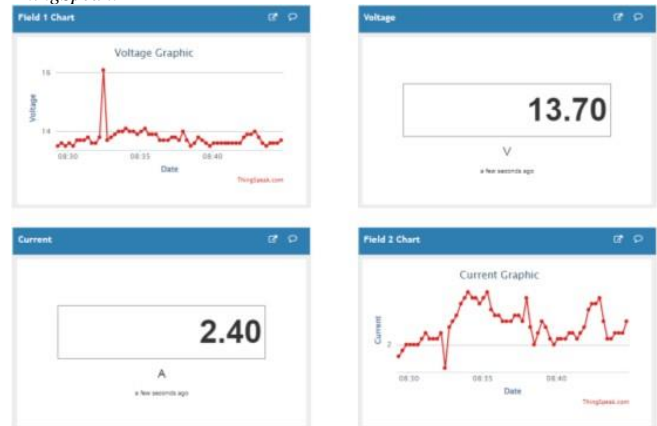 Field 1 Chart
Voltage Graphic
16
14
Voltage
08:30
08:35
08:40
Date
ThingSpeak.com
Voltage
13.70
V
a few seconds ago
Current
2.40
A
a few seconds ago
Field 2 Chart
Current Graphic
2
Current
08:30
08:35
08:40
Date
ThingSpeak.com